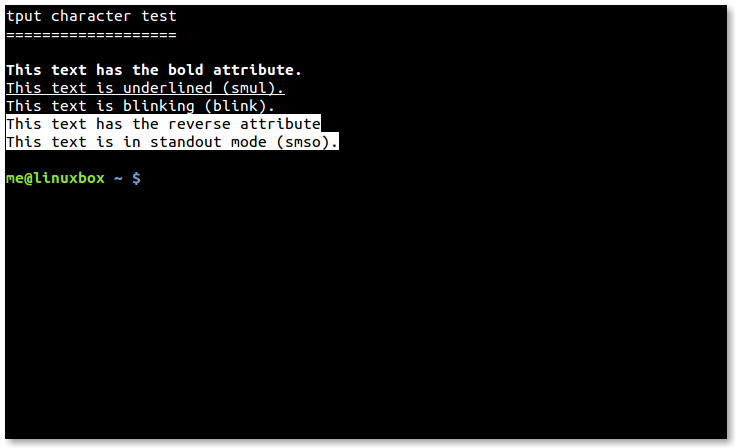 tput character test
===================
This text has the bold attribute.
This text is underlined (smul).
This text is blinking (blink).
This text has the reverse attribute
This text is in standout mode (smso).
me@linuxbox ~ $